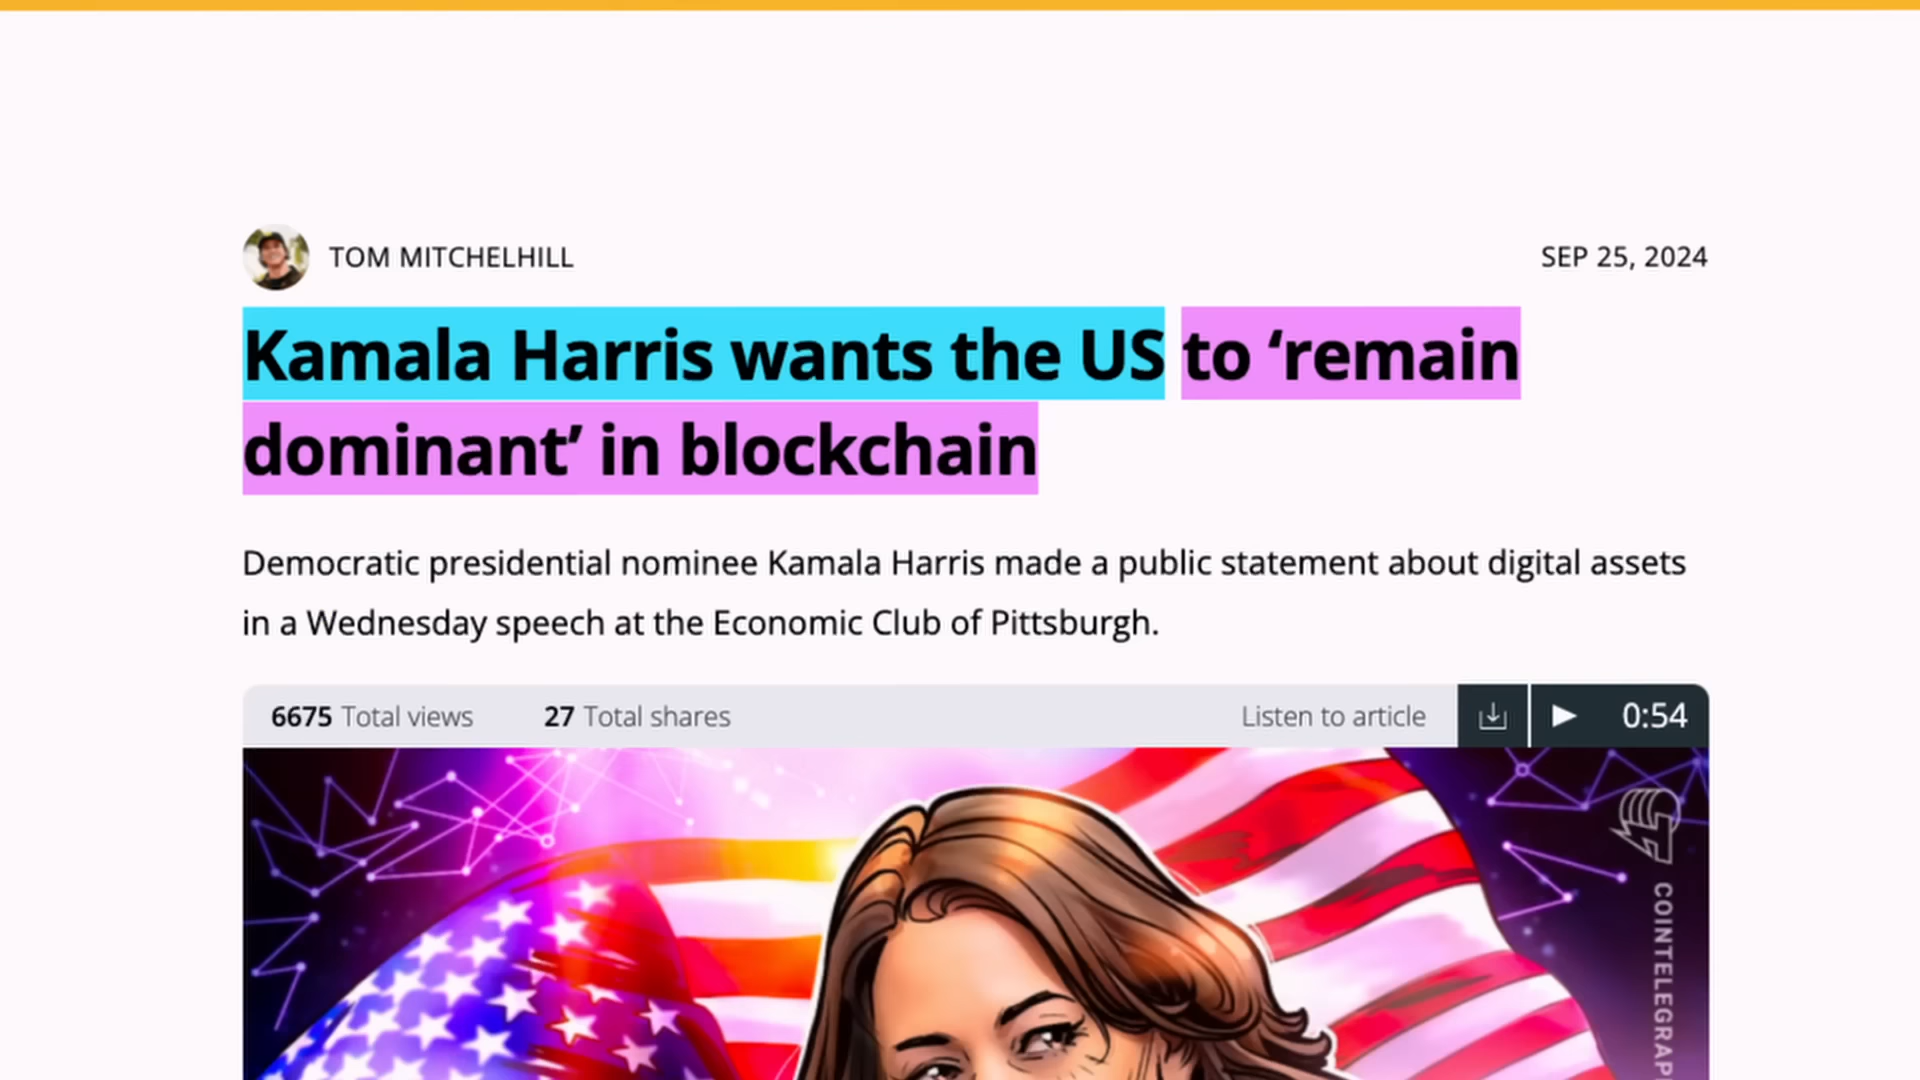 TOM MITCHELHILL
SEP 25, 2024
Kamala Harris wants the US to ‘remain
dominant’ in blockchain
Democratic presidential nominee Kamala Harris made a public statement about digital assets
in a Wednesday speech at the Economic Club of Pittsburgh.
6675 Total views 27 Total shares Listen to article 0:54
COINTELEGRAP